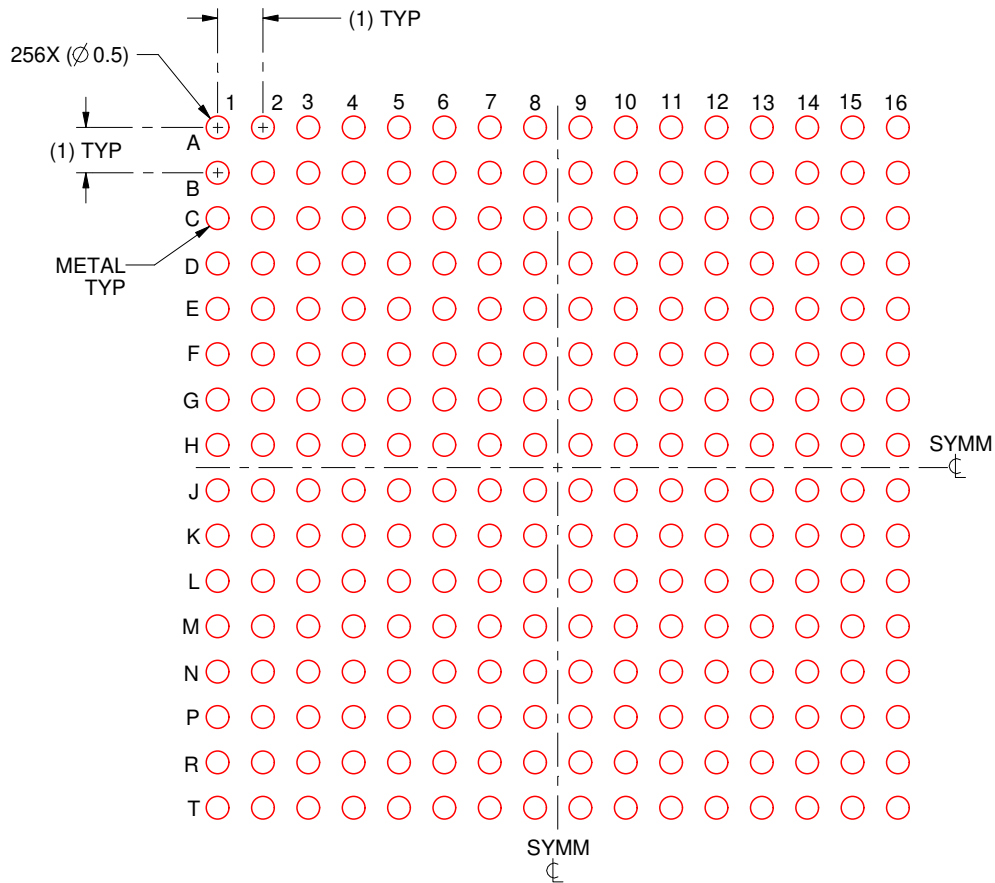 (1) TYP
256X (∅ 0.5)
1 2 3 4 5 6 7 8 9 10 11 12 13 14 15 16
A
(1) TYP
B
C
METAL
TYP
D
E
F
G
H
SYMM
℄
J
K
L
M
N
P
R
T
SYMM
℄